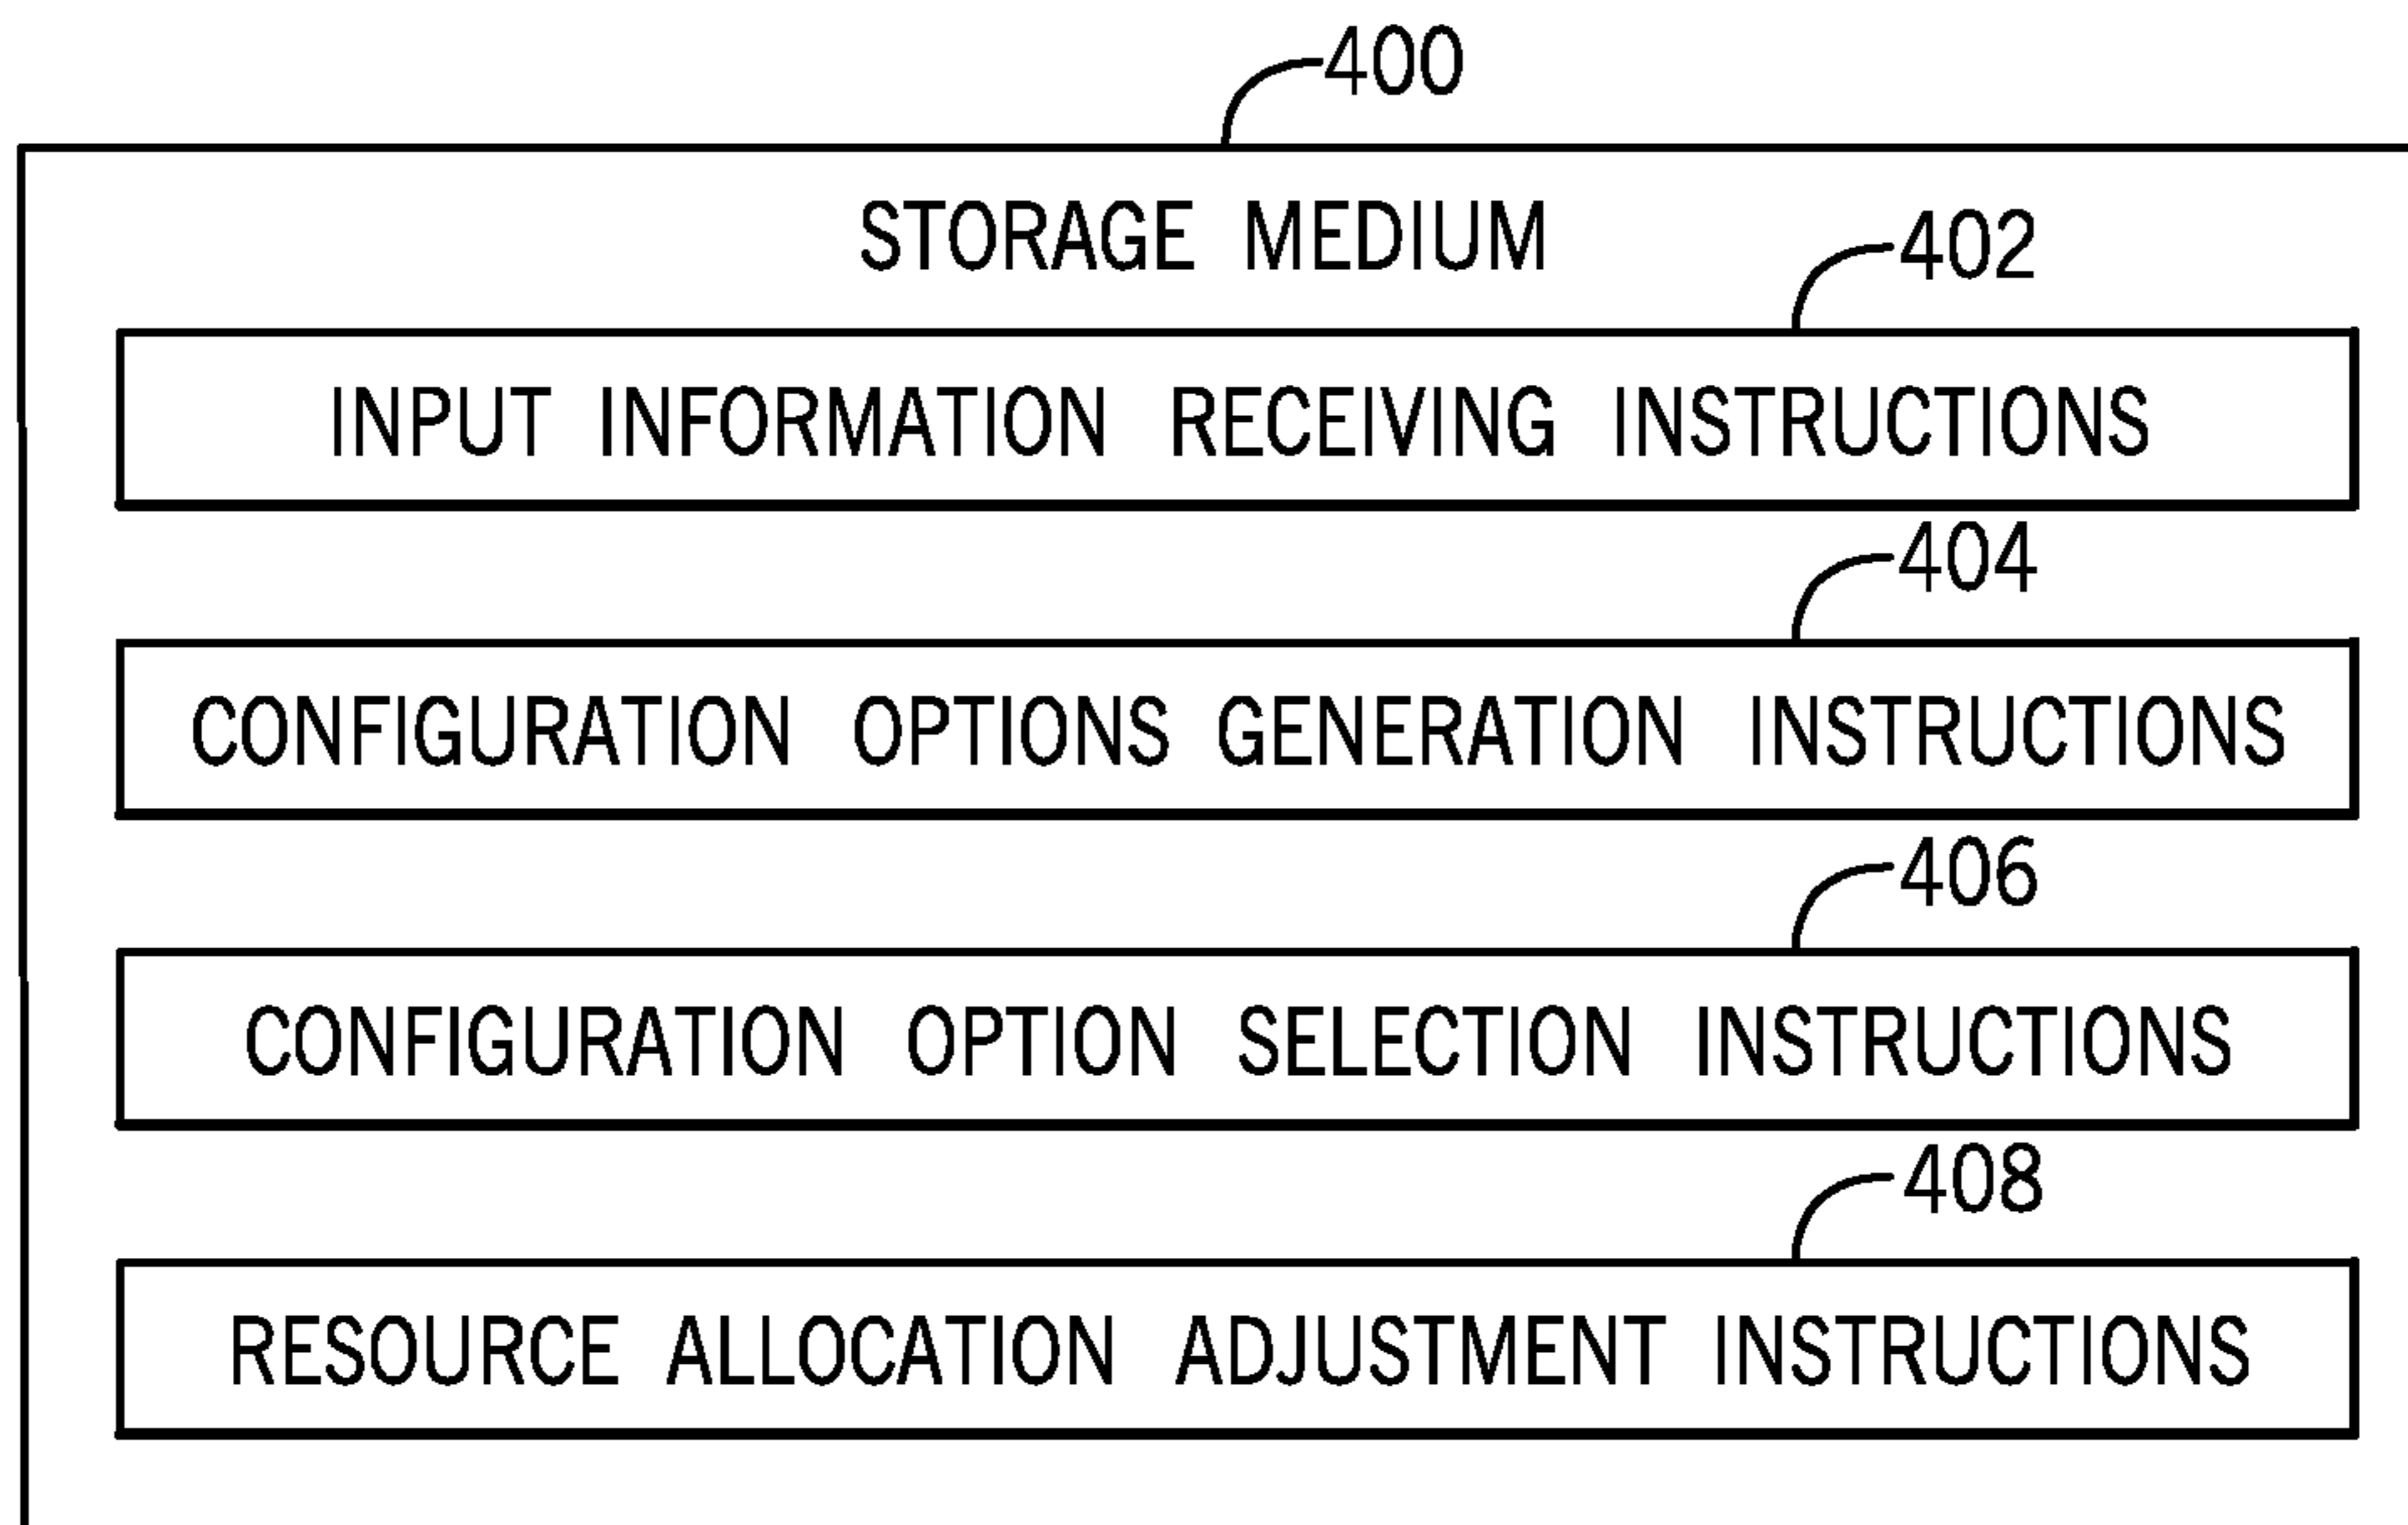 400
STORAGE MEDIUM
402
INPUT INFORMATION RECEIVING INSTRUCTIONS
404
CONFIGURATION OPTIONS GENERATION INSTRUCTIONS
406
CONFIGURATION OPTION SELECTION INSTRUCTIONS
408
RESOURCE ALLOCATION ADJUSTMENT INSTRUCTIONS